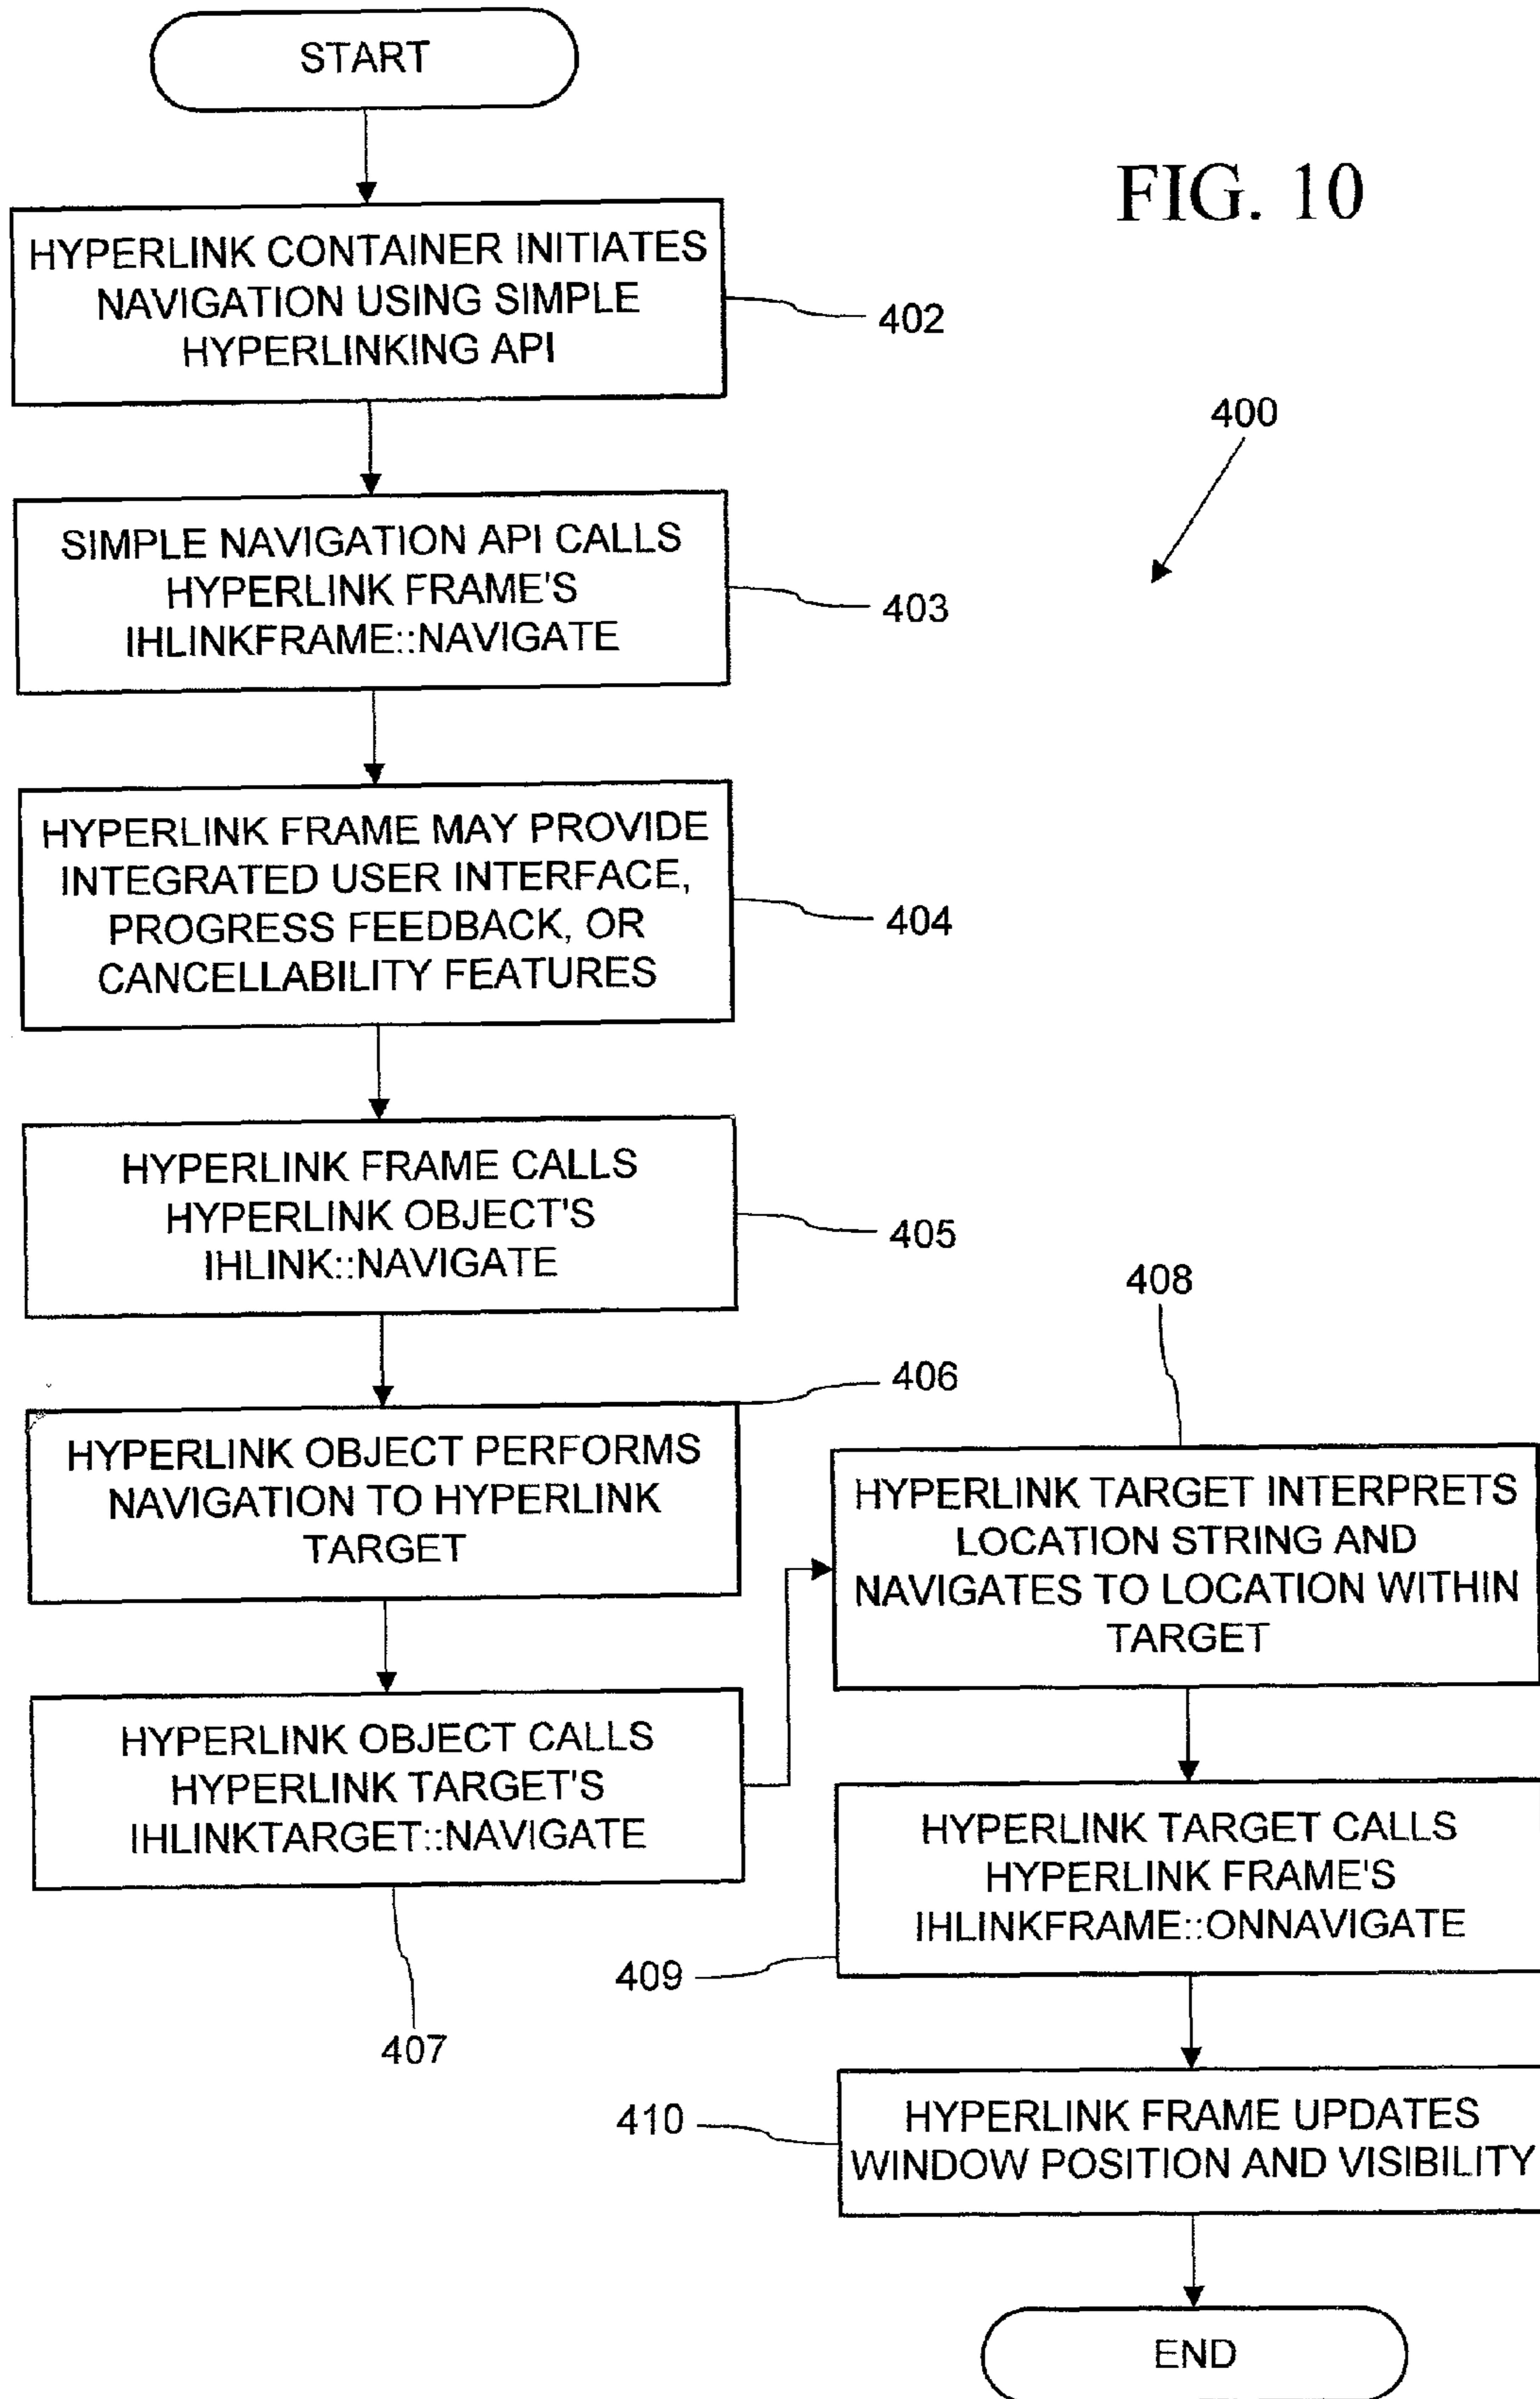 START
FIG. 10
HYPERLINK CONTAINER INITIATES
NAVIGATION USING SIMPLE
HYPERLINKING API
402
400
SIMPLE NAVIGATION API CALLS
HYPERLINK FRAME'S
IHLINKFRAME::NAVIGATE
403
HYPERLINK FRAME MAY PROVIDE
INTEGRATED USER INTERFACE,
PROGRESS FEEDBACK, OR
CANCELLABILITY FEATURES
404
HYPERLINK FRAME CALLS
HYPERLINK OBJECT'S
IHLINK::NAVIGATE
405
HYPERLINK OBJECT PERFORMS
NAVIGATION TO HYPERLINK
TARGET
406
HYPERLINK OBJECT CALLS
HYPERLINK TARGET'S
IHLINKTARGET::NAVIGATE
407
408
HYPERLINK TARGET INTERPRETS
LOCATION STRING AND
NAVIGATES TO LOCATION WITHIN
TARGET
HYPERLINK TARGET CALLS
HYPERLINK FRAME'S
IHLINKFRAME::ONNAVIGATE
409
HYPERLINK FRAME UPDATES
WINDOW POSITION AND VISIBILITY
410
END